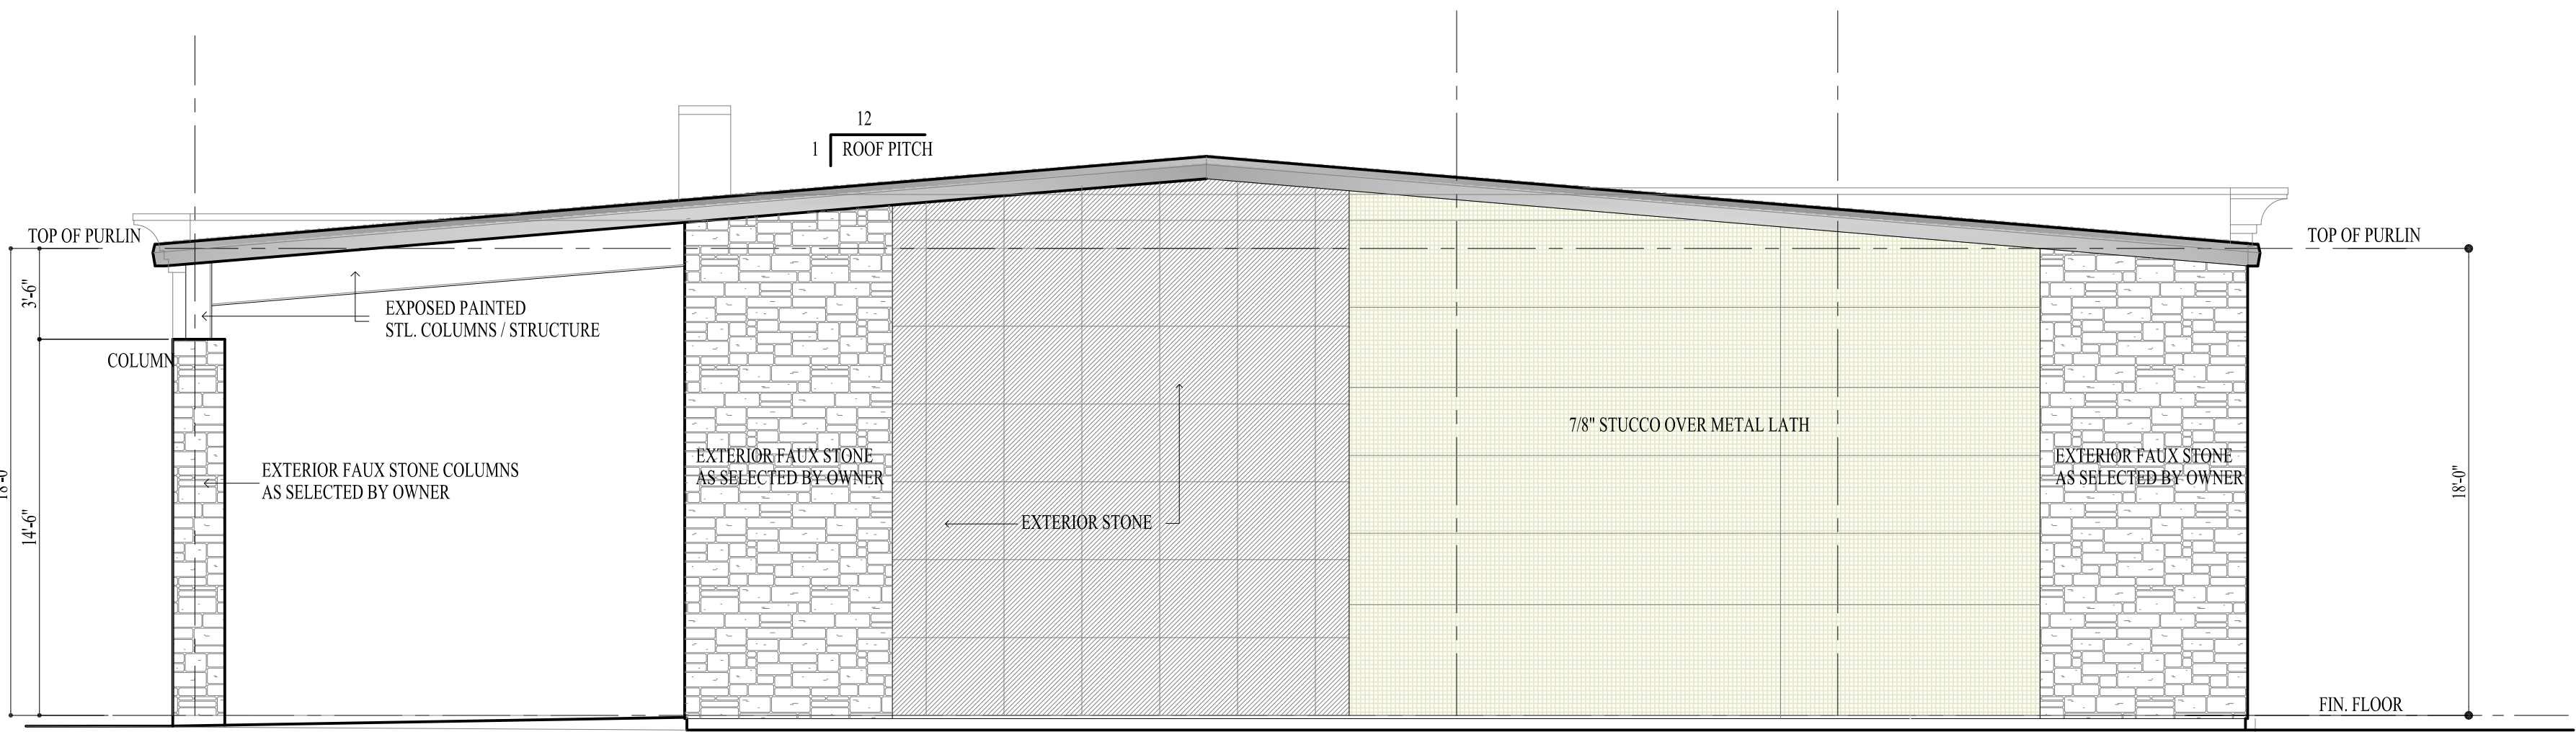 12
1 ROOF PITCH
TOP OF PURLIN
TOP OF PURLIN
3'-6"
EXPOSED PAINTED
STL. COLUMNS / STRUCTURE
COLUMN
7/8" STUCCO OVER METAL LATH
EXTERIOR FAUX STONE COLUMNS
AS SELECTED BY OWNER
EXTERIOR FAUX STONE
AS SELECTED BY OWNER
EXTERIOR FAUX STONE
AS SELECTED BY OWNER
18'-0"
18'-0"
14'-6"
EXTERIOR STONE
FIN. FLOOR